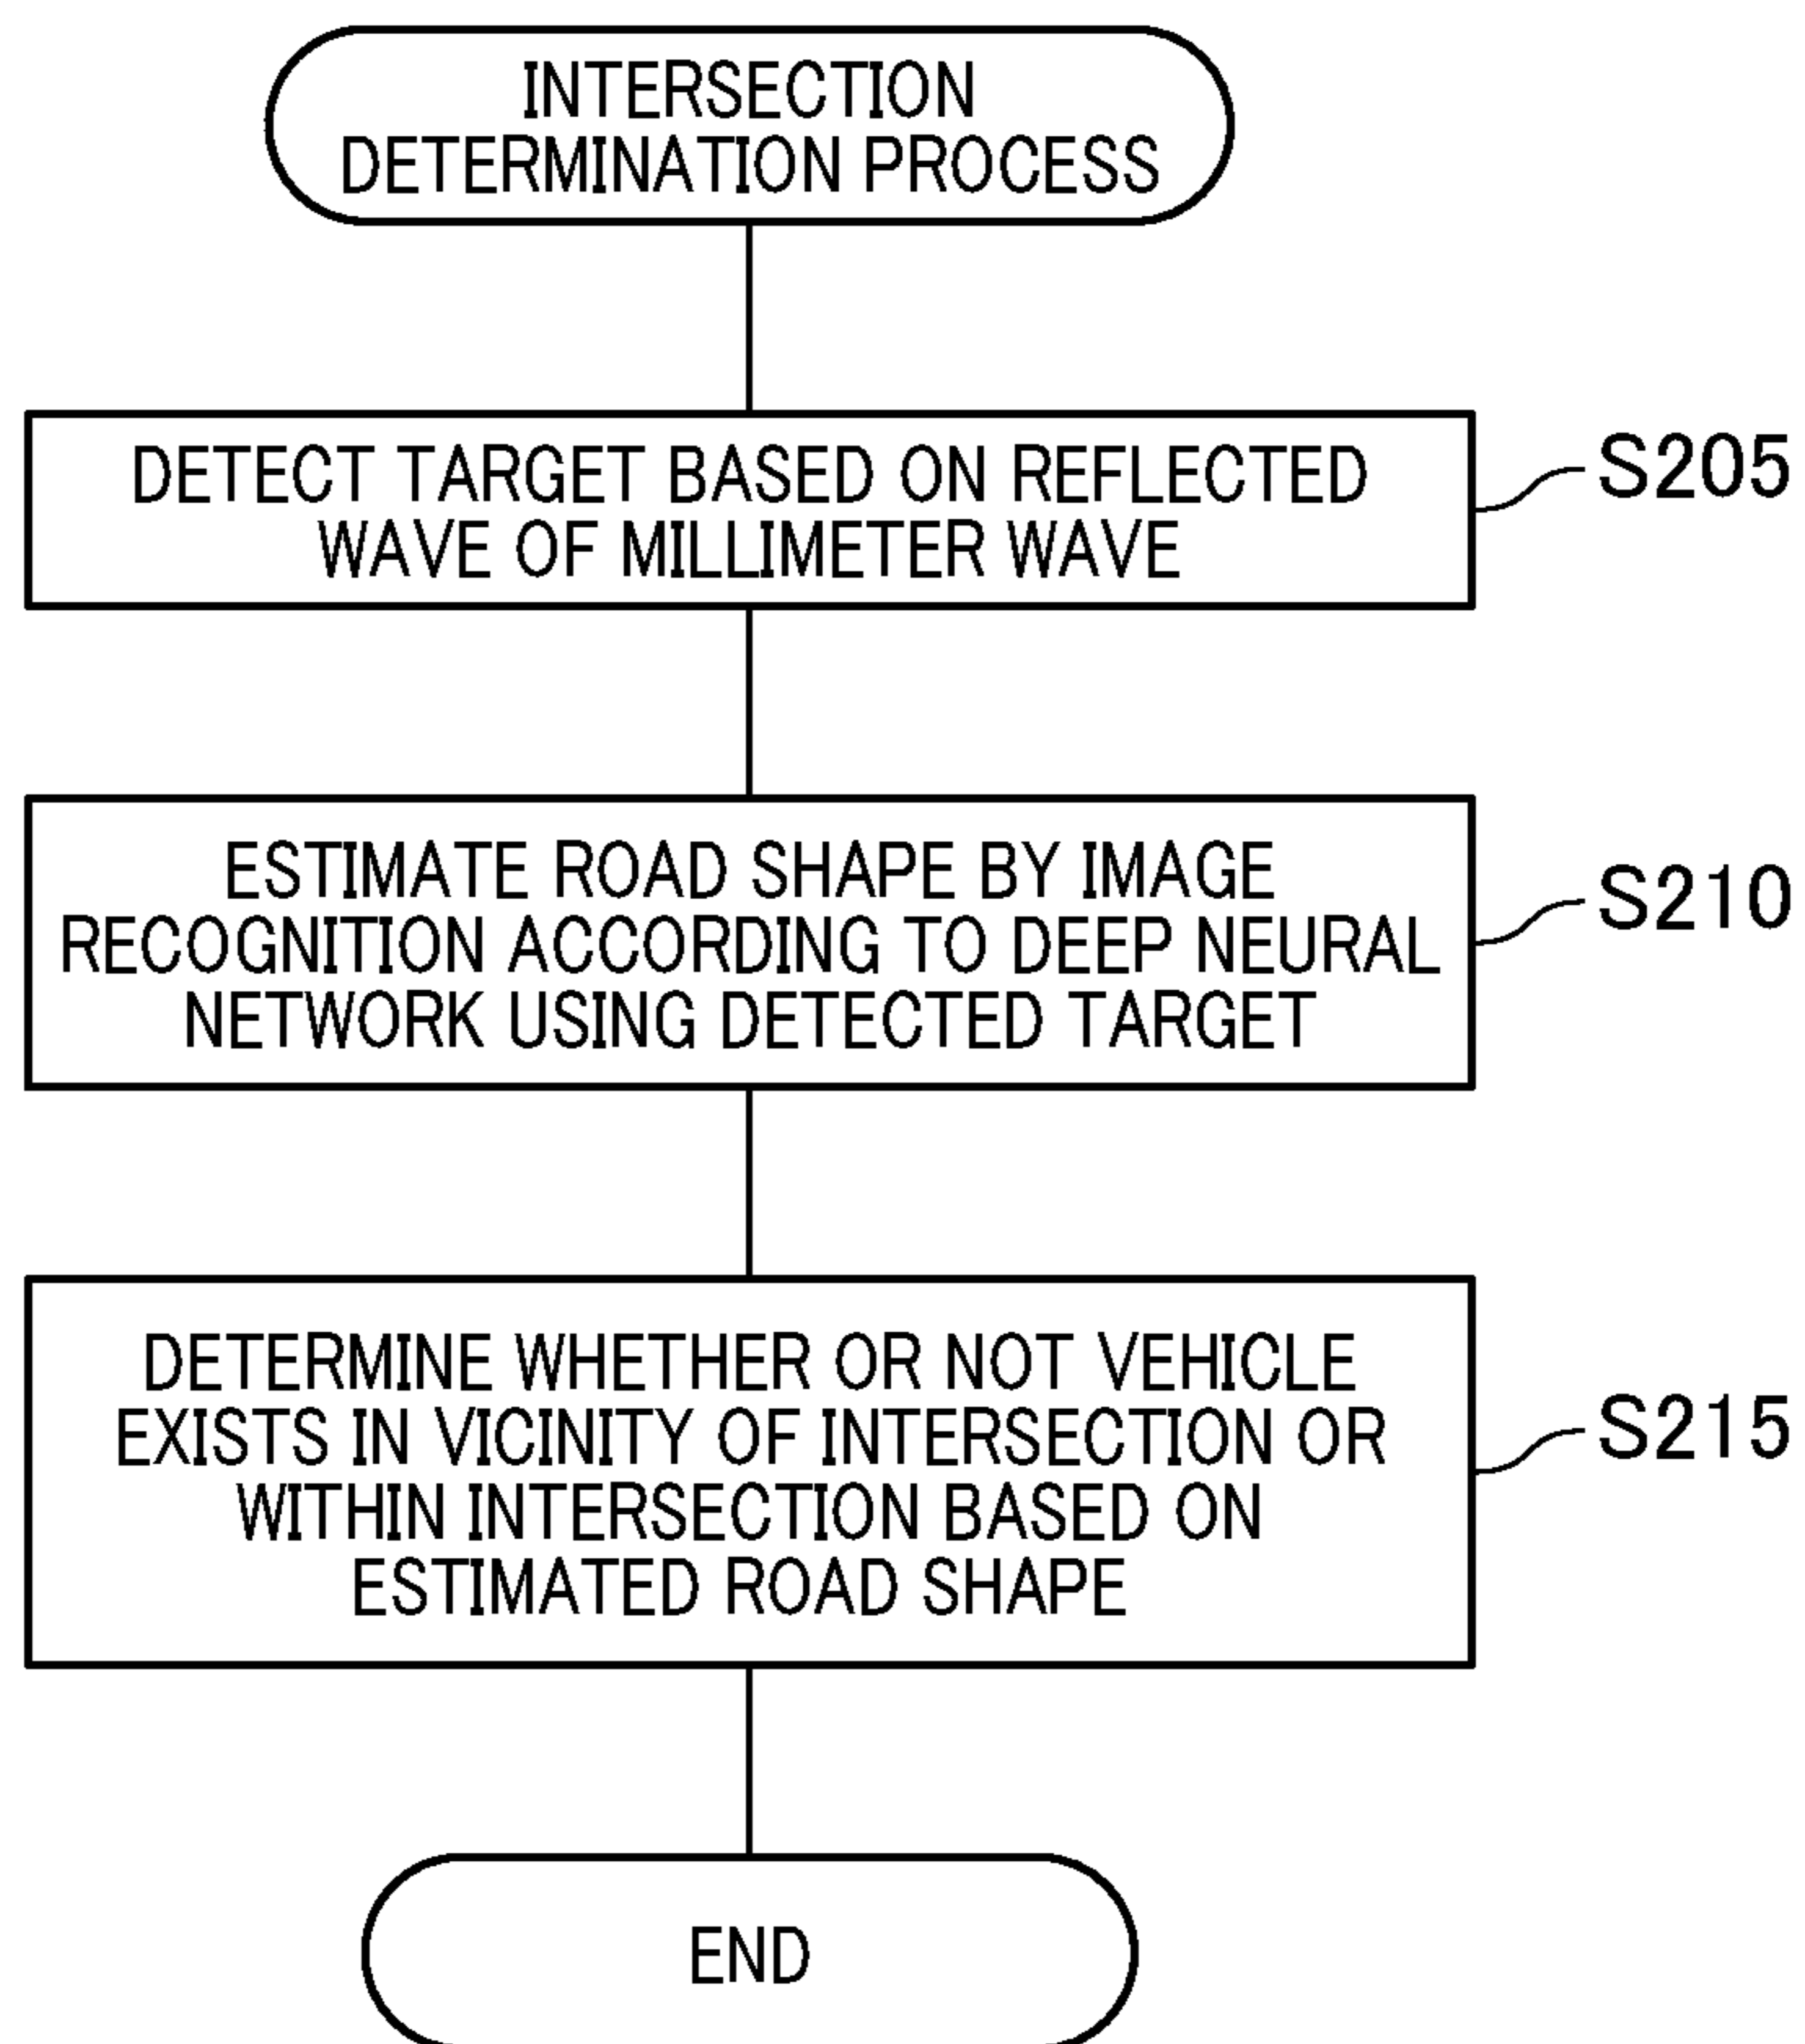 INTERSECTION
DETERMINATION PROCESS
DETECT TARGET BASED ON REFLECTED
WAVE OF MILLIMETER WAVE
S205
ESTIMATE ROAD SHAPE BY IMAGE
RECOGNITION ACCORDING TO DEEP NEURAL
NETWORK USING DETECTED TARGET
S210
DETERMINE WHETHER OR NOT VEHICLE
EXISTS IN VICINITY OF INTERSECTION OR
WITHIN INTERSECTION BASED ON
ESTIMATED ROAD SHAPE
S215
END